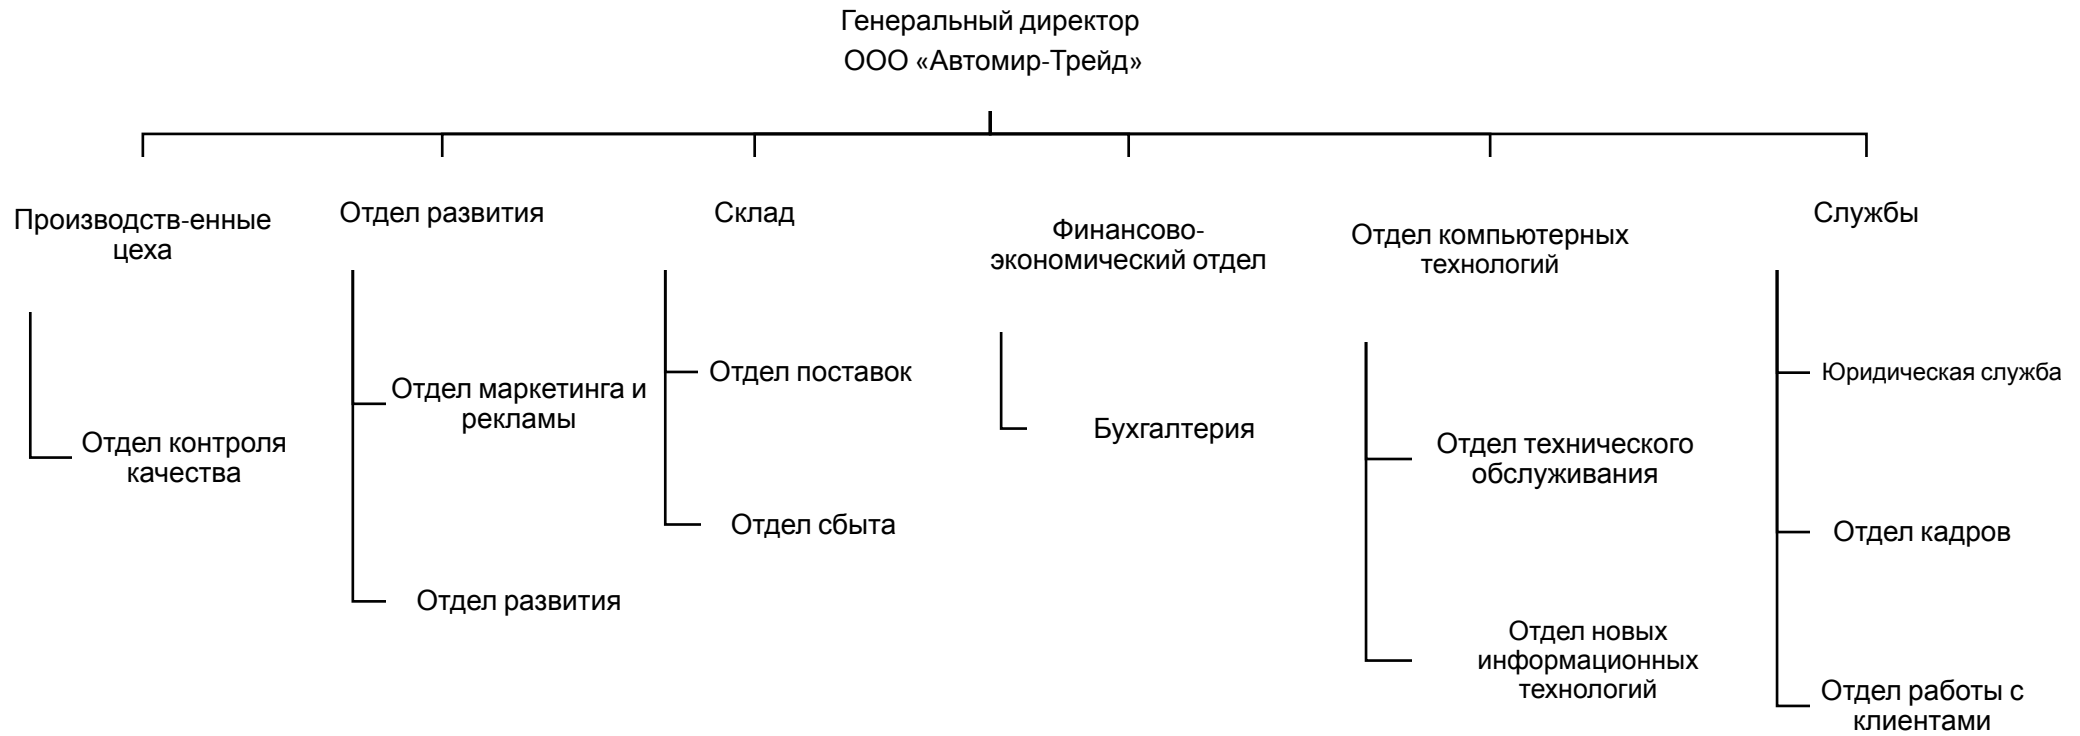 Генеральный директор
ООО «Автомир-Трейд»
Производств-енные
цеха
Отдел контроля
качества
Отдел развития
Отдел маркетинга и
рекламы
Отдел развития
Склад
Отдел поставок
Отдел сбыта
Финансово-
экономический отдел
Бухгалтерия
Отдел компьютерных
технологий
Отдел технического
обслуживания
Отдел новых
информационных
технологий
Службы
Юридическая служба
Отдел кадров
Отдел работы с
клиентами